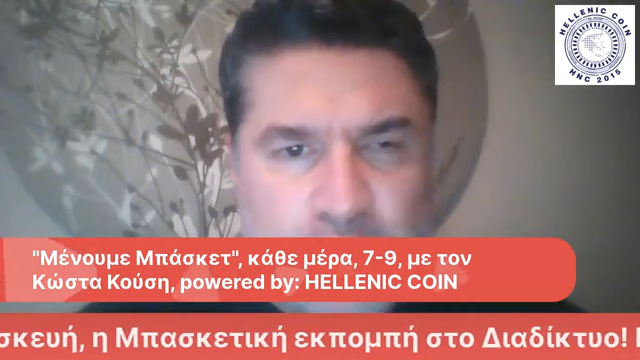 HELLENIC COIN
HNC 2015
"Μένουμε Μπάσκετ", κάθε μέρα, 7-9, με τον
Κώστα Κούση, powered by: HELLENIC COIN
σκευή, η Μπασκετική εκπομπή στο Διαδίκτυο!